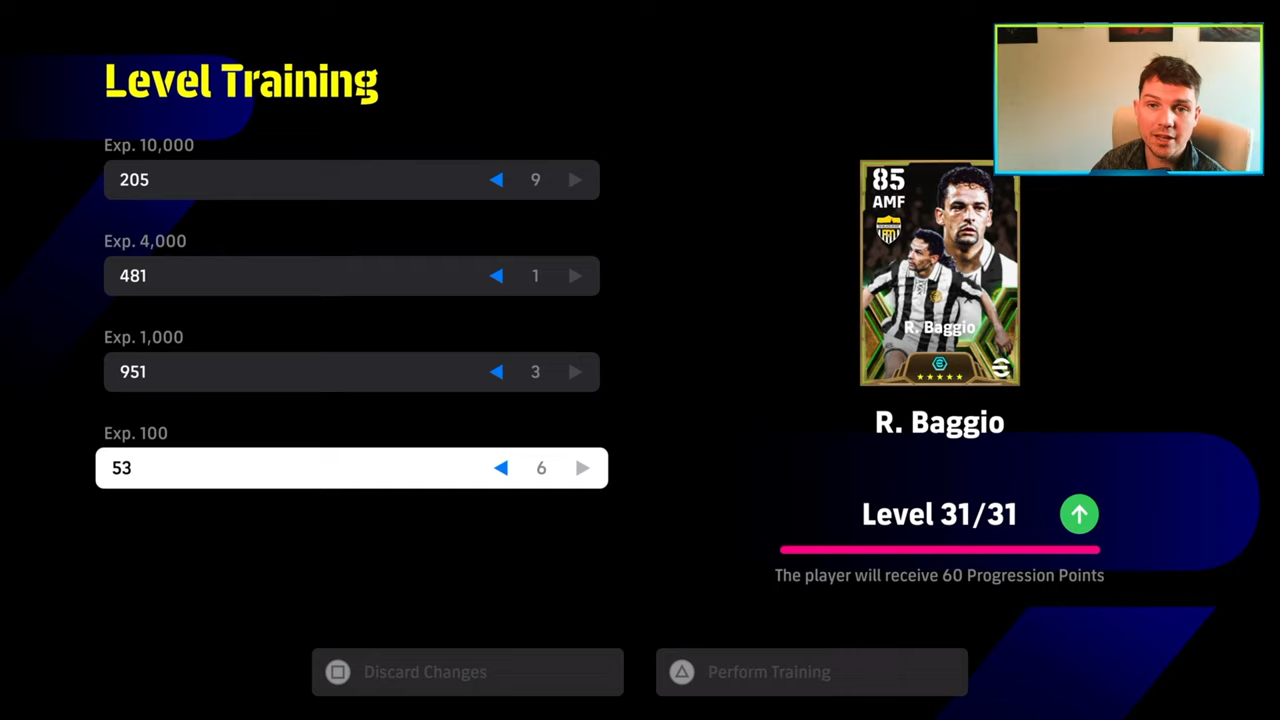 Level Training
Exp. 10,000
205 9
Exp. 4,000
481 1
Exp. 1,000
951 3
Exp. 100
53 6
85
AMF
R. Baggio
R. Baggio
Level 31/31
The player will receive 60 Progression Points
Discard Changes
Perform Training